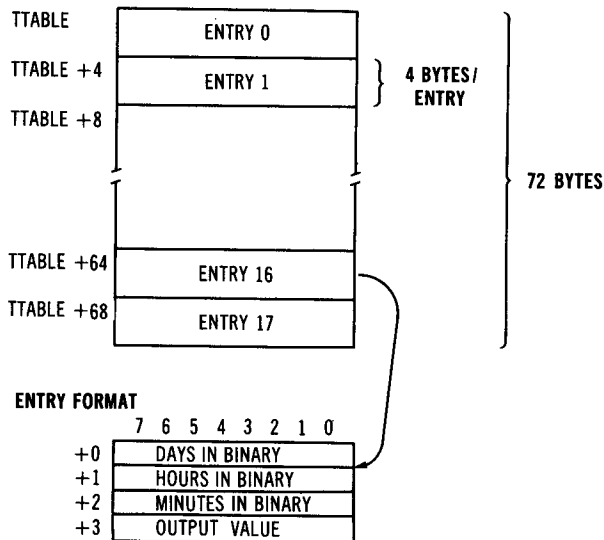 TTABLE
ENTRY 0
TTABLE +4
ENTRY 1
4 BYTES/
ENTRY
TTABLE +8
72 BYTES
TTABLE +64
ENTRY 16
TTABLE +68
ENTRY 17
ENTRY FORMAT
7 6 5 4 3 2 1 0
+0 DAYS IN BINARY
+1 HOURS IN BINARY
+2 MINUTES IN BINARY
+3 OUTPUT VALUE